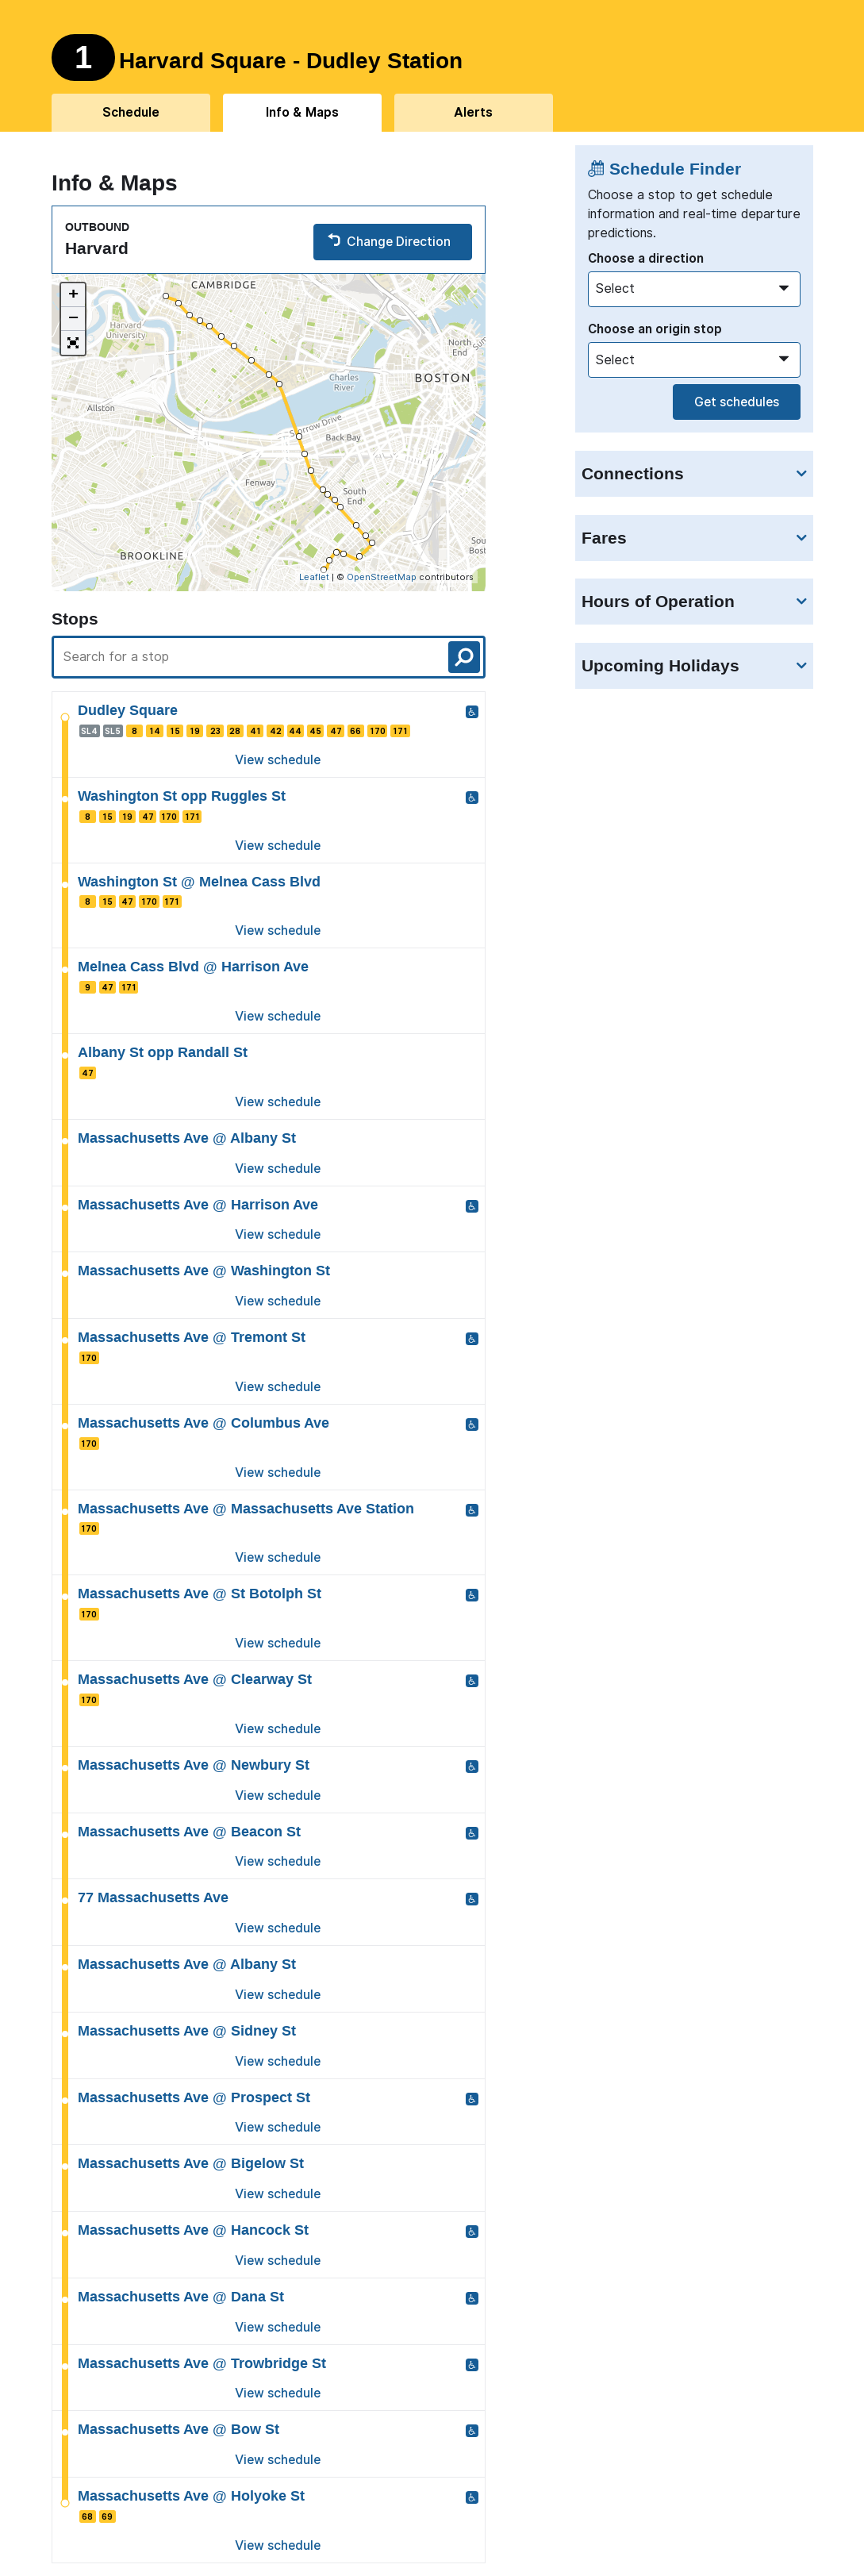 1 Harvard Square - Dudley Station
Schedule
Info & Maps
Alerts
Info & Maps
OUTBOUND
Harvard
Change Direction
+
−
CAMBRIDGE
Harvard
University
North
End
BOSTON
Charles
River
Allston
Storrow Drive
Back Bay
Fenway
South
End
BROOKLINE
Leaflet | © OpenStreetMap contributors
Stops
Search for a stop
Dudley Square
SL4 SL5 8 14 15 19 23 28 41 42 44 45 47 66 170 171
View schedule
Washington St opp Ruggles St
8 15 19 47 170 171
View schedule
Washington St @ Melnea Cass Blvd
8 15 47 170 171
View schedule
Melnea Cass Blvd @ Harrison Ave
9 47 171
View schedule
Albany St opp Randall St
47
View schedule
Massachusetts Ave @ Albany St
View schedule
Massachusetts Ave @ Harrison Ave
View schedule
Massachusetts Ave @ Washington St
View schedule
Massachusetts Ave @ Tremont St
170
View schedule
Massachusetts Ave @ Columbus Ave
170
View schedule
Massachusetts Ave @ Massachusetts Ave Station
170
View schedule
Massachusetts Ave @ St Botolph St
170
View schedule
Massachusetts Ave @ Clearway St
170
View schedule
Massachusetts Ave @ Newbury St
View schedule
Massachusetts Ave @ Beacon St
View schedule
77 Massachusetts Ave
View schedule
Massachusetts Ave @ Albany St
View schedule
Massachusetts Ave @ Sidney St
View schedule
Massachusetts Ave @ Prospect St
View schedule
Massachusetts Ave @ Bigelow St
View schedule
Massachusetts Ave @ Hancock St
View schedule
Massachusetts Ave @ Dana St
View schedule
Massachusetts Ave @ Trowbridge St
View schedule
Massachusetts Ave @ Bow St
View schedule
Massachusetts Ave @ Holyoke St
68 69
View schedule
Schedule Finder
Choose a stop to get schedule
information and real-time departure
predictions.
Choose a direction
Select
Choose an origin stop
Select
Get schedules
Connections
Fares
Hours of Operation
Upcoming Holidays